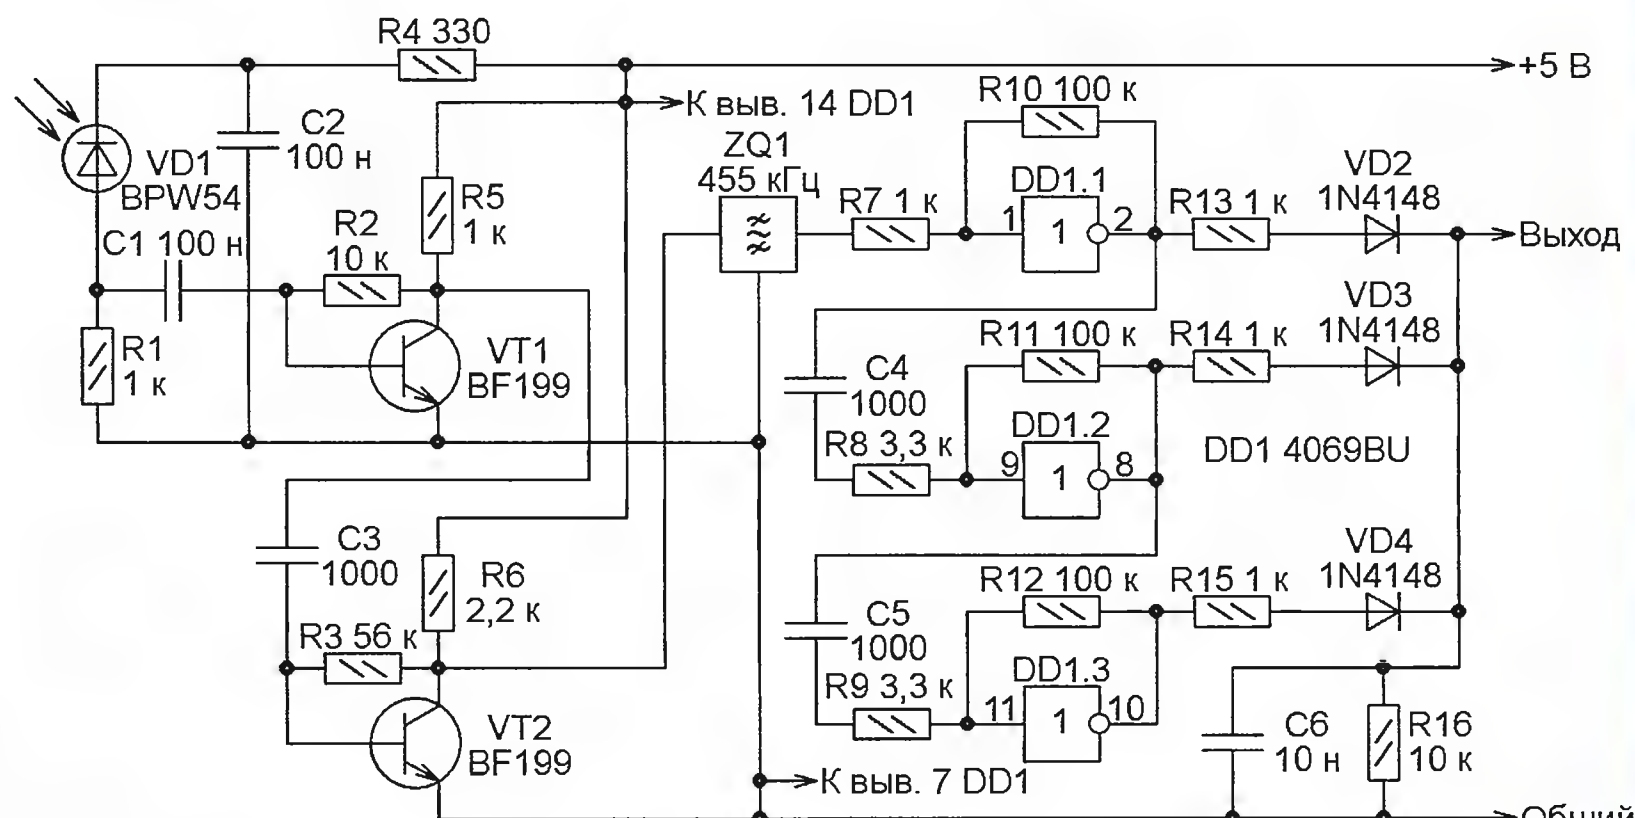 R4 330
+5 В
К выв. 14 DD1
R10 100 к
C2
100 н
ZQ1
455 кГц
VD1
BPW54
R5
1 к
R7 1 к
DD1.1
1
1
2
R13 1 к
VD2
1N4148
Выход
C1 100 н
R2
10 к
R1
1 к
VT1
BF199
R11 100 к
R14 1 к
VD3
1N4148
C4
1000
R8 3,3 к
DD1.2
9
1
8
DD1 4069BU
C3
1000
R6
2,2 к
R3 56 к
VT2
BF199
R12 100 к
R15 1 к
VD4
1N4148
C5
1000
R9 3,3 к
DD1.3
11
1
10
C6
10 н
R16
10 к
К выв. 7 DD1
Общий